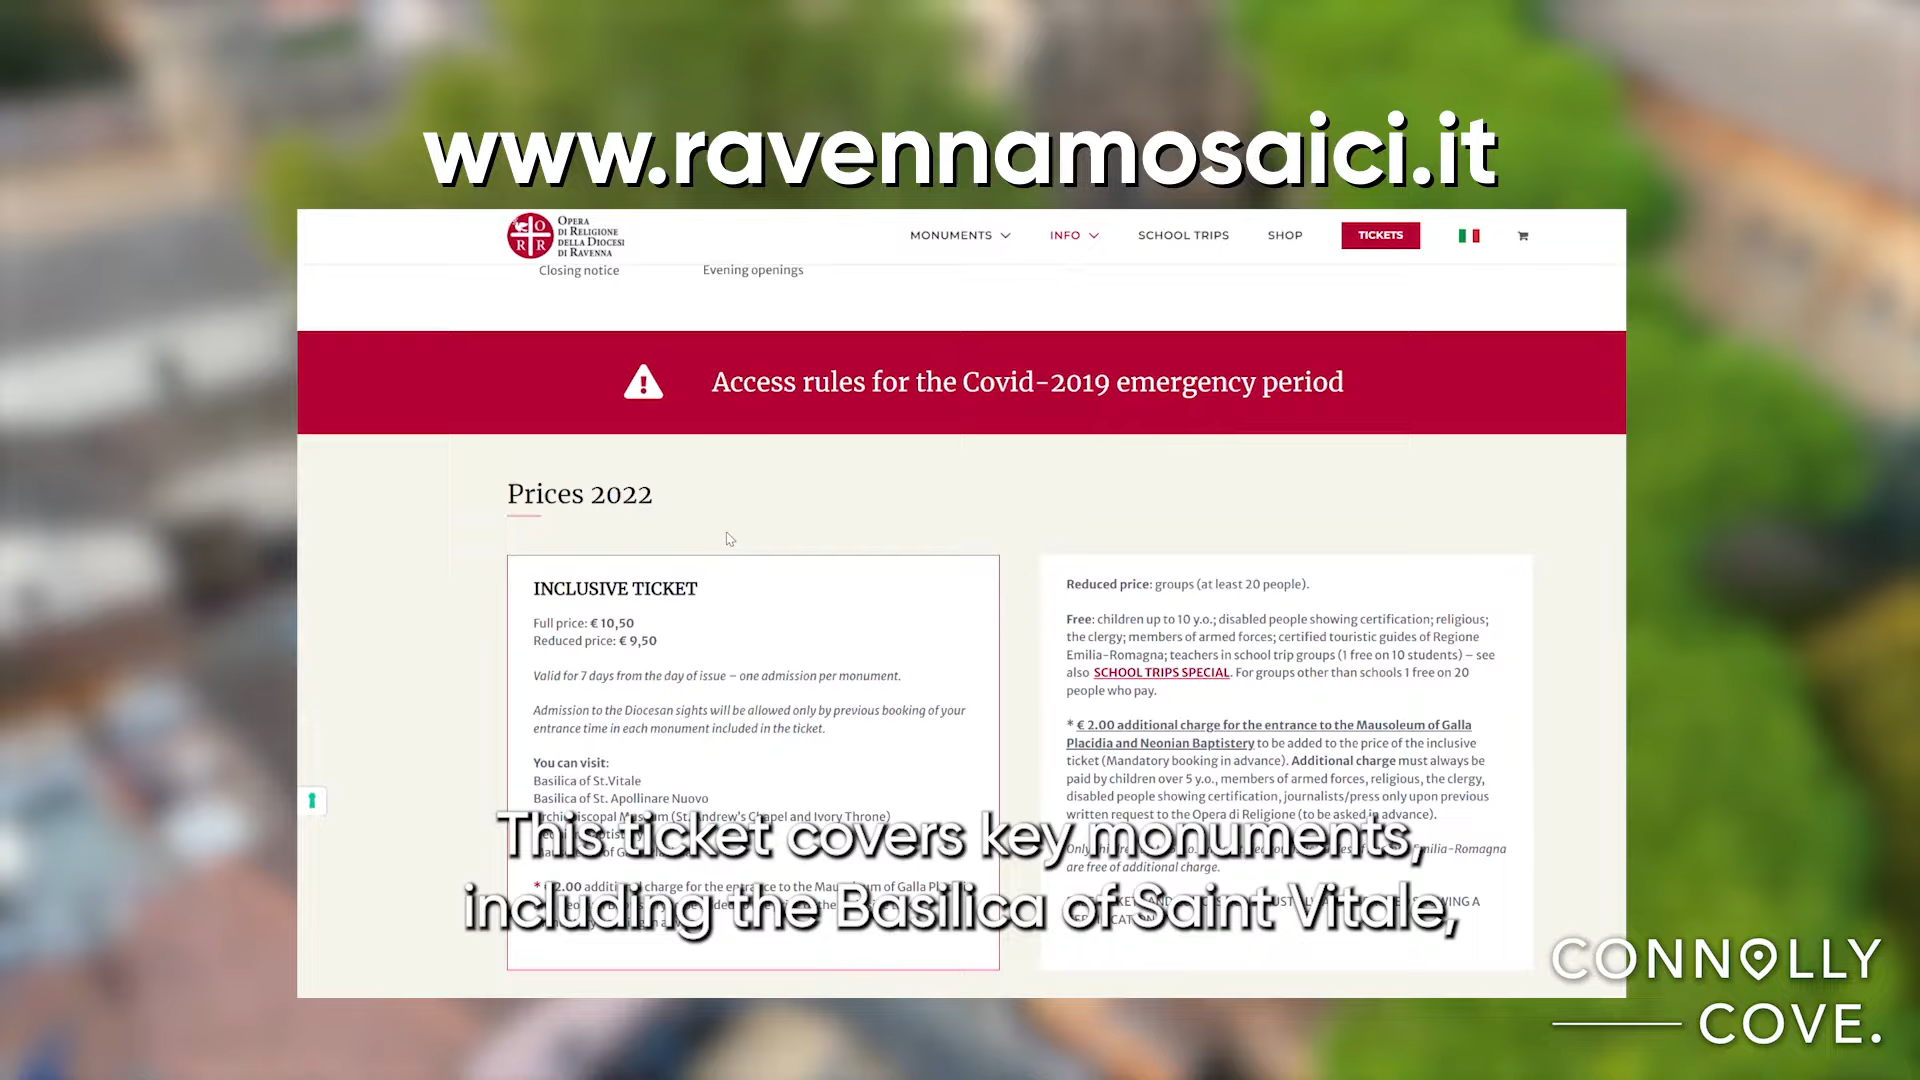 www.ravennamosaici.it
OPERA
DI RELIGIONE
DELLA DIOCESI
DI RAVENNA
MONUMENTS
INFO
SCHOOL TRIPS
SHOP
TICKETS
Closing notice
Evening openings
Access rules for the Covid-2019 emergency period
Prices 2022
INCLUSIVE TICKET
Full price: € 10,50
Reduced price: € 9,50
Valid for 7 days from the day of issue – one admission per monument.
Admission to the Diocesan sights will be allowed only by previous booking of your
entrance time in each monument included in the ticket.
You can visit:
Basilica of St.Vitale
Basilica of St. Apollinare Nuovo
(St. Andrew's Chapel and Ivory Throne)
charge for the entrance to the
Reduced price: groups (at least 20 people).
Free: children up to 10 y.o.; disabled people showing certification; religious;
the clergy; members of armed forces; certified touristic guides of Regione
Emilia-Romagna; teachers in school trip groups (1 free on 10 students) – see
also SCHOOL TRIPS SPECIAL. For groups other than schools 1 free on 20
people who pay.
* € 2.00 additional charge for the entrance to the Mausoleum of Galla
Placidia and Neonian Baptistery to be added to the price of the inclusive
ticket (Mandatory booking in advance). Additional charge must always be
paid by children over 5 y.o., members of armed forces, religious, the clergy,
disabled people showing certification, journalists/press only upon previous
written request to the Opera di Religione (to be asked in advance).
are free of additional charge.
This ticket covers key monuments,
including the Basilica of Saint Vitale,
CONNOLLY
COVE.